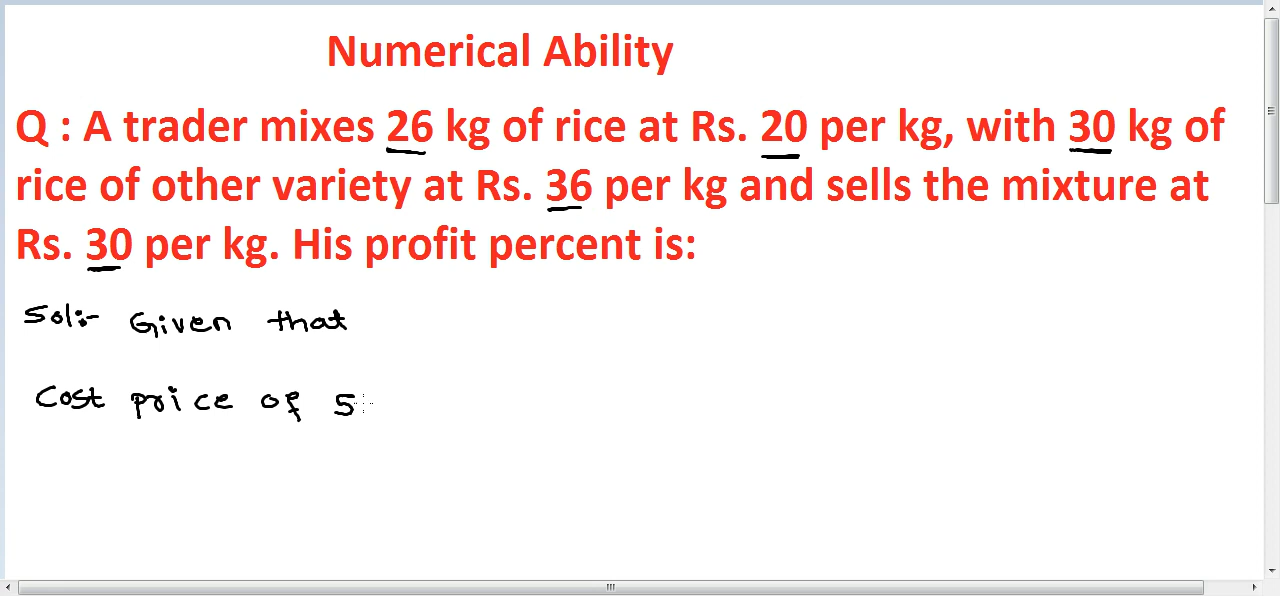 Numerical Ability
Q : A trader mixes 26 kg of rice at Rs. 20 per kg, with 30 kg of
rice of other variety at Rs. 36 per kg and sells the mixture at
Rs. 30 per kg. His profit percent is:
Sol:- Given that
Cost price of 5